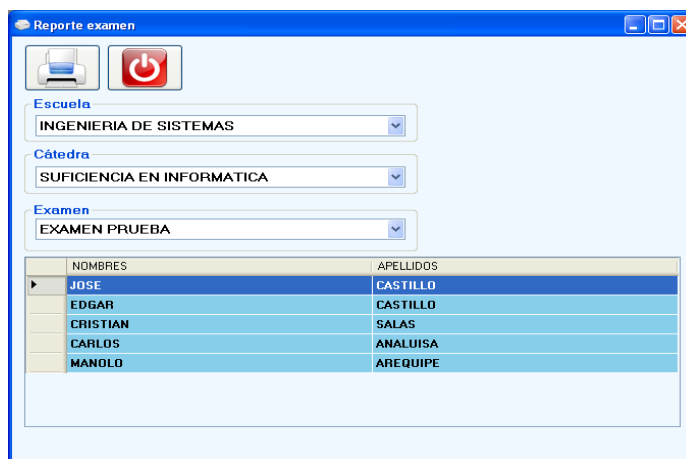 Reporte examen
Escuela
INGENIERIA DE SISTEMAS
Cátedra
SUFICIENCIA EN INFORMATICA
Examen
EXAMEN PRUEBA
NOMBRES APELLIDOS
JOSE CASTILLO
EDGAR CASTILLO
CRISTIAN SALAS
CARLOS ANALUISA
MANOLO AREQUIPE